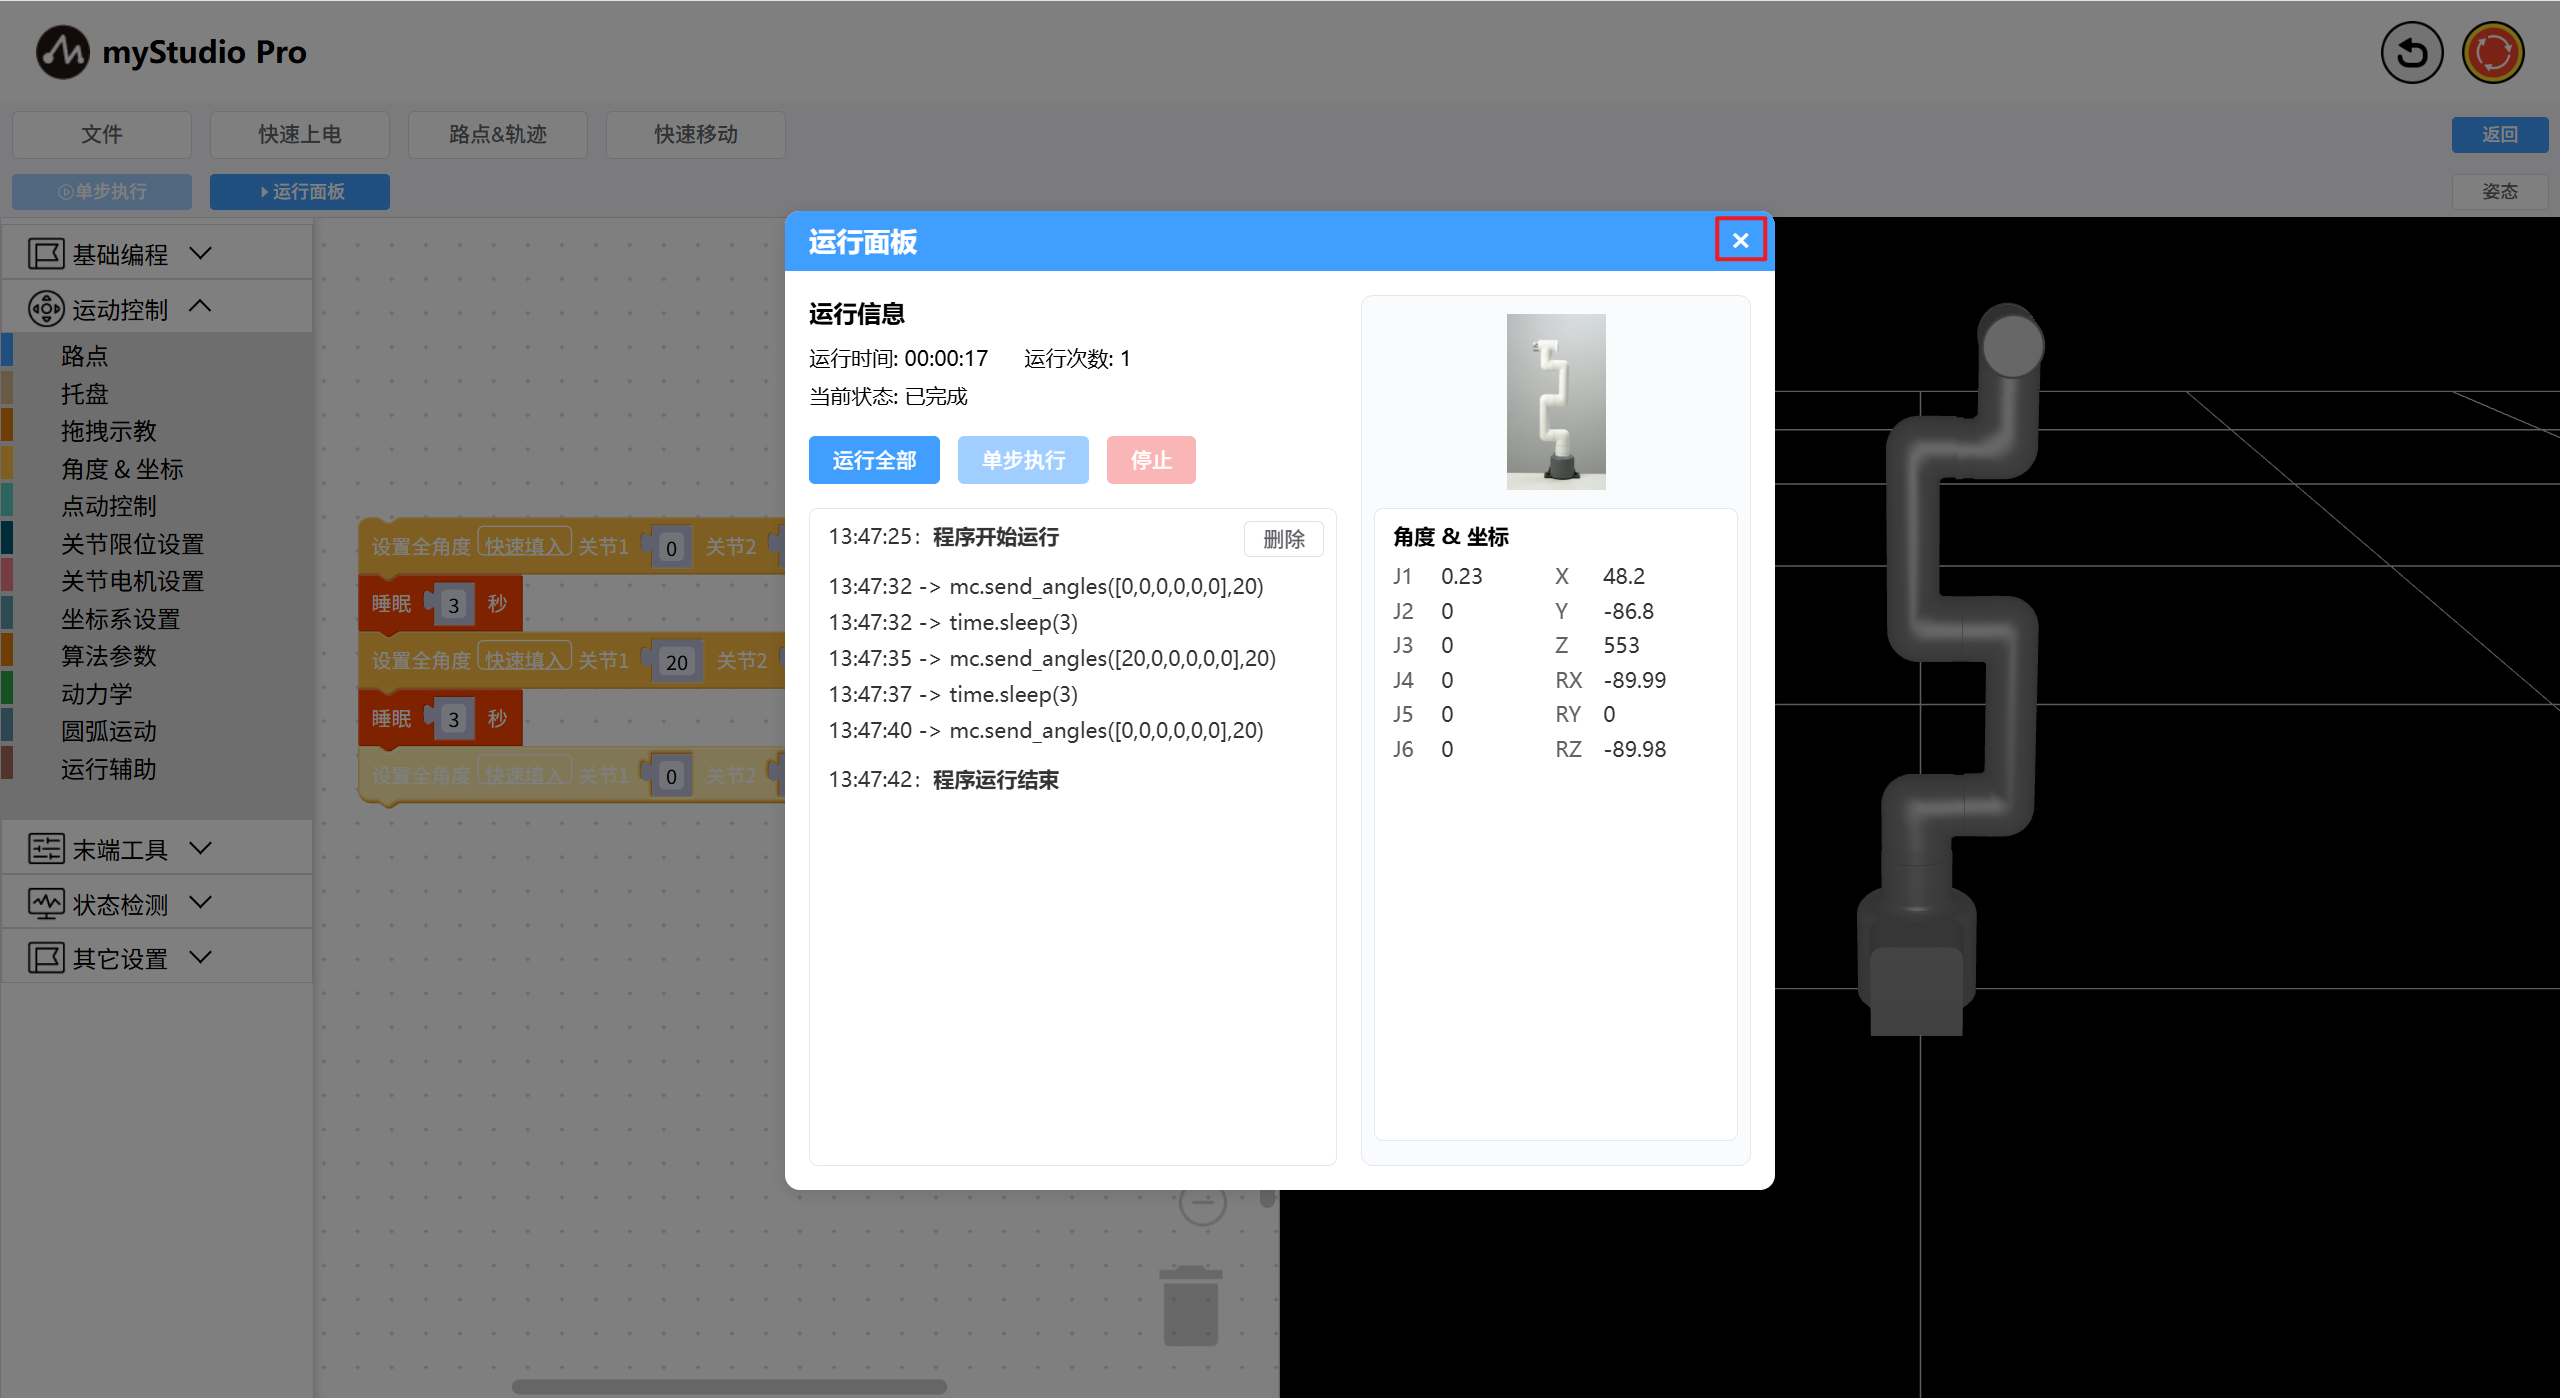 myStudio Pro
文件
快速上电
路点&轨迹
快速移动
返回
单步执行
运行面板
姿态
基础编程
运动控制
路点
托盘
拖拽示教
角度 & 坐标
点动控制
关节限位设置
关节电机设置
坐标系设置
算法参数
动力学
圆弧运动
运行辅助
末端工具
状态检测
其它设置
设置全角度 快速填入 关节1 0 关节2
睡眠 3 秒
设置全角度 快速填入 关节1 20 关节2
睡眠 3 秒
设置全角度 快速填入 关节1 0 关节2
运行面板
运行信息
运行时间: 00:00:17 运行次数: 1
当前状态: 已完成
运行全部 单步执行 停止
13:47:25：程序开始运行 删除
13:47:32 -> mc.send_angles([0,0,0,0,0,0],20)
13:47:32 -> time.sleep(3)
13:47:35 -> mc.send_angles([20,0,0,0,0,0],20)
13:47:37 -> time.sleep(3)
13:47:40 -> mc.send_angles([0,0,0,0,0,0],20)
13:47:42：程序运行结束
角度 & 坐标
J1 0.23 X 48.2
J2 0 Y -86.8
J3 0 Z 553
J4 0 RX -89.99
J5 0 RY 0
J6 0 RZ -89.98